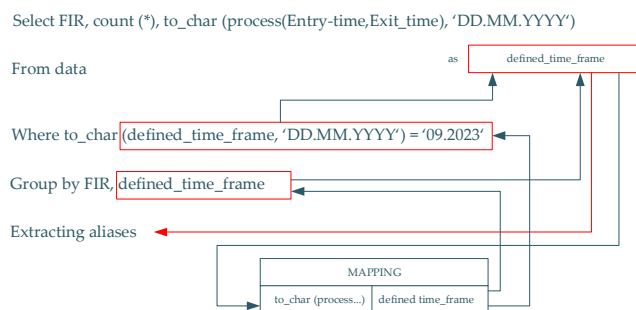 Select FIR, count (*), to_char (process(Entry-time,Exit_time), ‘DD.MM.YYYY‘)
as defined_time_frame
From data
Where to_char (defined_time_frame, ‘DD.MM.YYYY‘) = ‘09.2023‘
Group by FIR, defined_time_frame
Extracting aliases
MAPPING
to_char (process...) defined time_frame